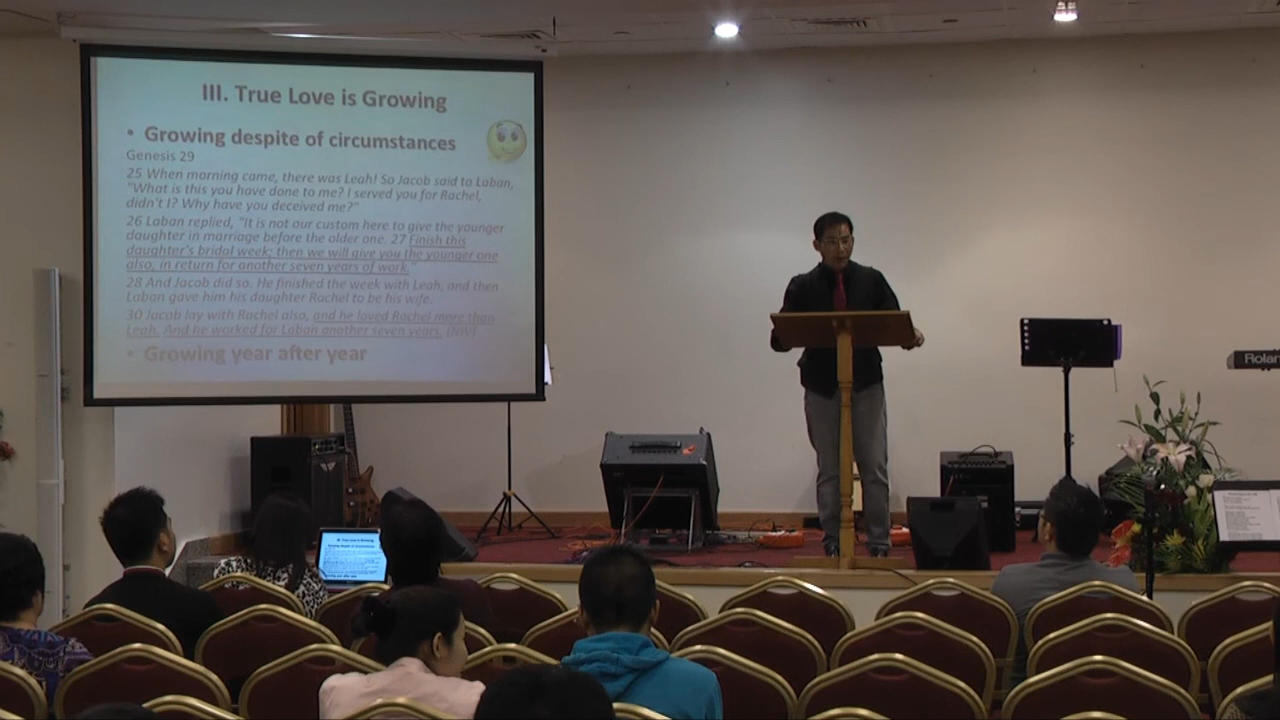 III. True Love is Growing
• Growing despite of circumstances
Genesis 29
25 When morning came, there was Leah! So Jacob said to Laban,
"What is this you have done to me? I served you for Rachel,
didn't I? Why have you deceived me?"
26 Laban replied, "It is not our custom here to give the younger
daughter in marriage before the older one. 27 Finish this
daughter's bridal week; then we will give you the younger one
also, in return for another seven years of work."
28 And Jacob did so. He finished the week with Leah, and then
Laban gave him his daughter Rachel to be his wife.
30 Jacob lay with Rachel also, and he loved Rachel more than
Leah. And he worked for Laban another seven years. (NIV)
• Growing year after year
Roland